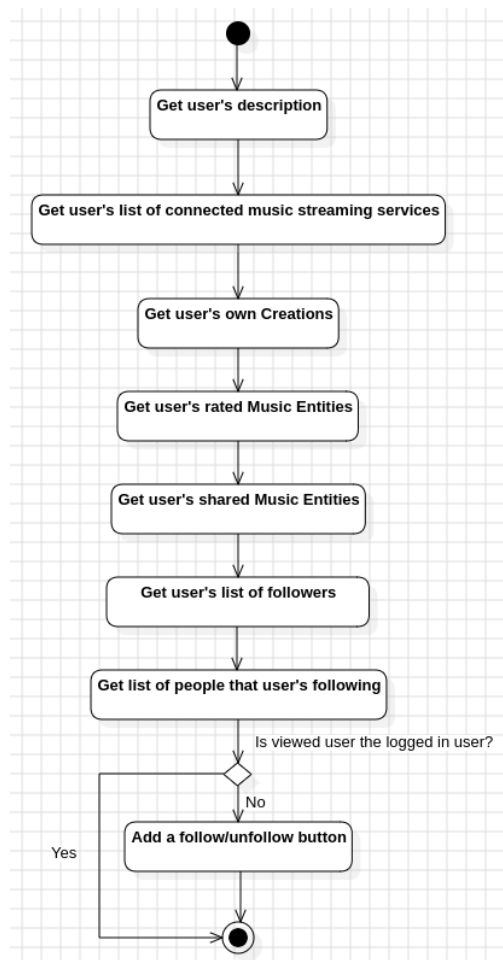 Get user's description
Get user's list of connected music streaming services
Get user's own Creations
Get user's rated Music Entities
Get user's shared Music Entities
Get user's list of followers
Get list of people that user's following
Is viewed user the logged in user?
No
Add a follow/unfollow button
Yes